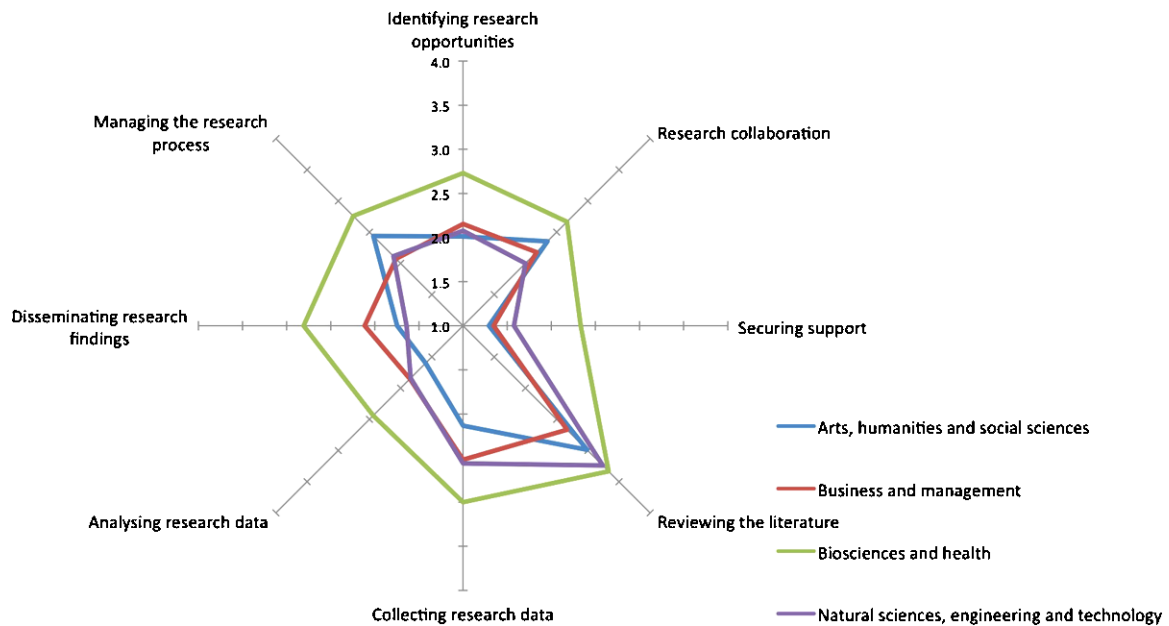 Identifying research
opportunities
4.0
3.5
3.0
2.5
2.0
1.5
1.0
Managing the research
process
Research collaboration
Disseminating research
findings
Securing support
Analysing research data
Reviewing the literature
Collecting research data
Arts, humanities and social sciences
Business and management
Biosciences and health
Natural sciences, engineering and technology